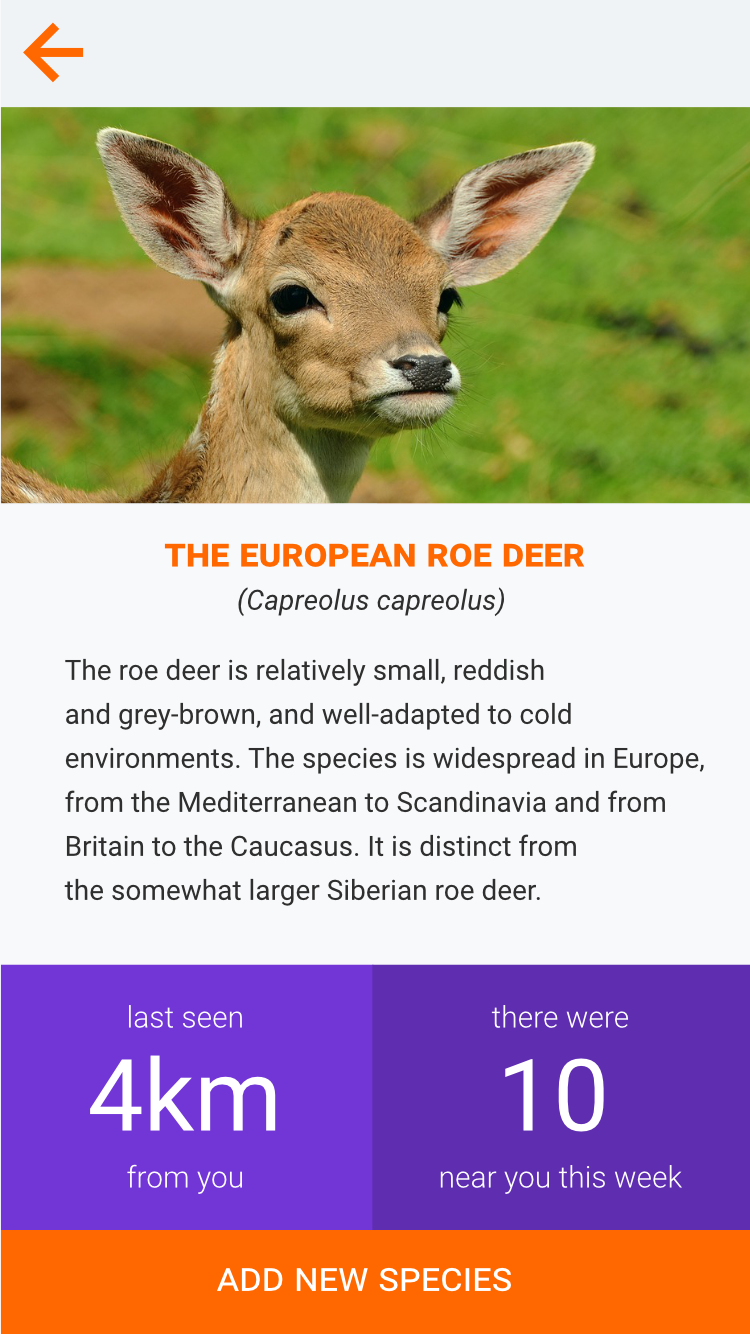 THE EUROPEAN ROE DEER
(Capreolus capreolus)
The roe deer is relatively small, reddish
and grey-brown, and well-adapted to cold
environments. The species is widespread in Europe,
from the Mediterranean to Scandinavia and from
Britain to the Caucasus. It is distinct from
the somewhat larger Siberian roe deer.
last seen
4km
from you
there were
10
near you this week
ADD NEW SPECIES